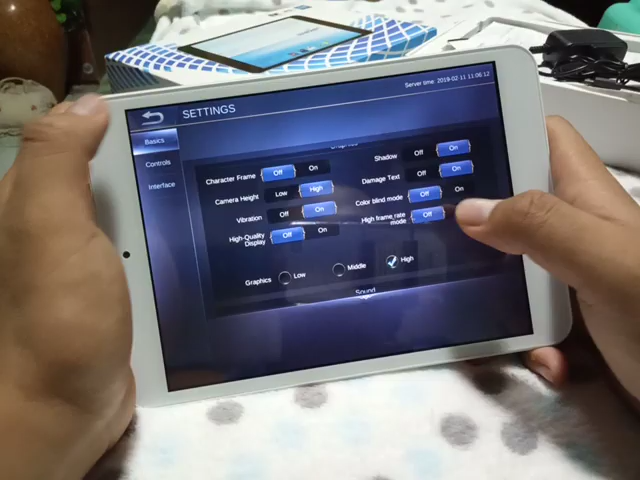 SETTINGS
Server time: 2019-02-11 11:06:12
Basics
Controls
Interface
Character Frame Off On
Shadow Off On
Camera Height Low High
Damage Text Off On
Vibration Off On
Color blind mode Off On
High-Quality Display Off On
High frame rate mode Off
Graphics Low Middle High
Sound